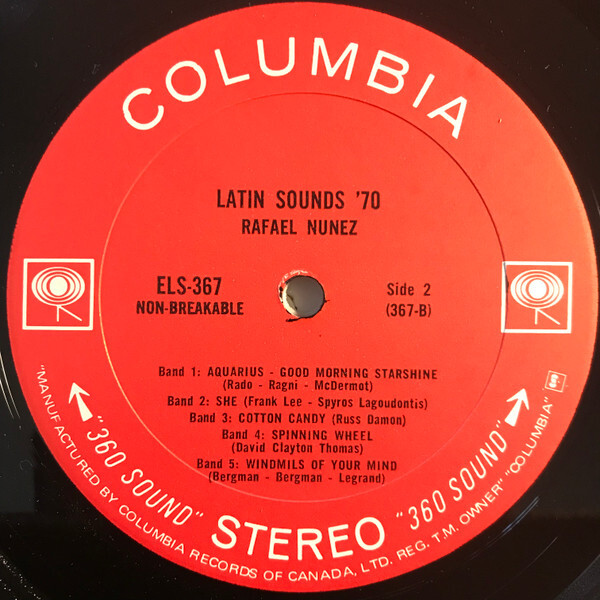 COLUMBIA
LATIN SOUNDS '70
RAFAEL NUNEZ
ELS-367
NON-BREAKABLE
Side 2
(367-B)
Band 1: AQUARIUS - GOOD MORNING STARSHINE
(Rado - Ragni - McDermot)
Band 2: SHE (Frank Lee - Spyros Lagoudontis)
Band 3: COTTON CANDY (Russ Damon)
Band 4: SPINNING WHEEL
(David Clayton Thomas)
Band 5: WINDMILS OF YOUR MIND
(Bergman - Bergman - Legrand)
"360 SOUND" STEREO "360 SOUND"
"MANUFACTURED BY COLUMBIA RECORDS OF CANADA, LTD. REG. T.M. OWNER" "COLUMBIA"